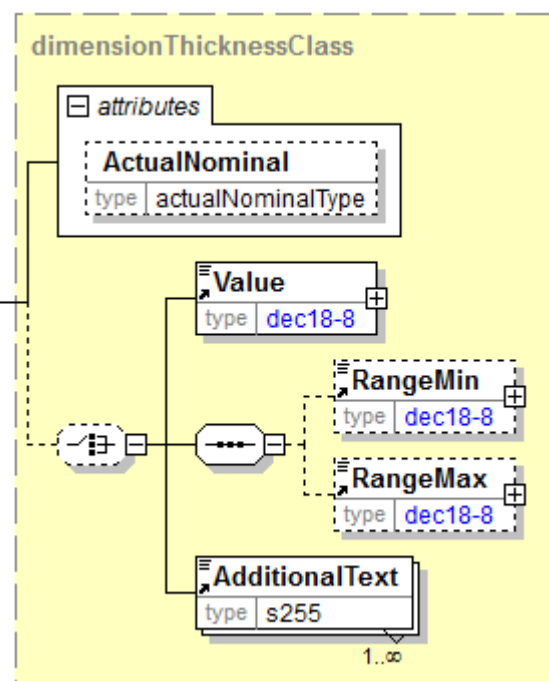 dimensionThicknessClass
attributes
ActualNominal
type actualNominalType
Value
type dec18-8
RangeMin
type dec18-8
RangeMax
type dec18-8
AdditionalText
type s255
1..∞